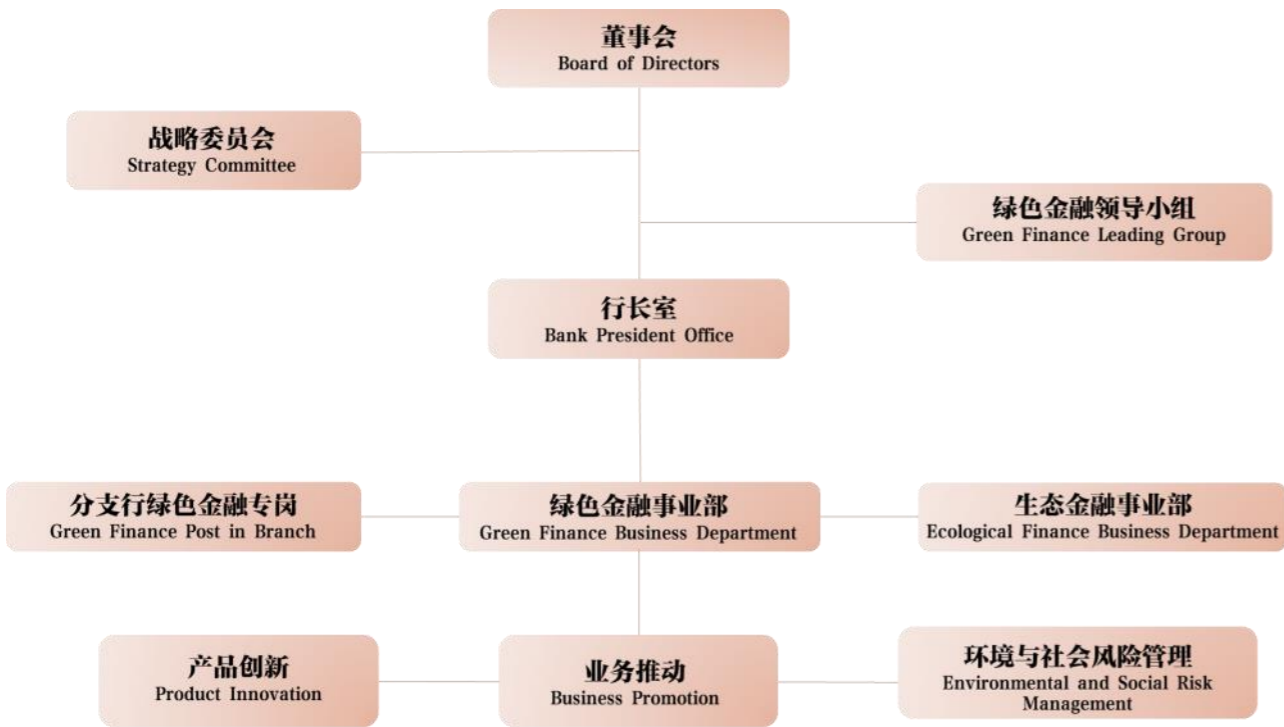 董事会
Board of Directors
战略委员会
Strategy Committee
绿色金融领导小组
Green Finance Leading Group
行长室
Bank President Office
分支行绿色金融专岗
Green Finance Post in Branch
绿色金融事业部
Green Finance Business Department
生态金融事业部
Ecological Finance Business Department
产品创新
Product Innovation
业务推动
Business Promotion
环境与社会风险管理
Environmental and Social Risk
Management